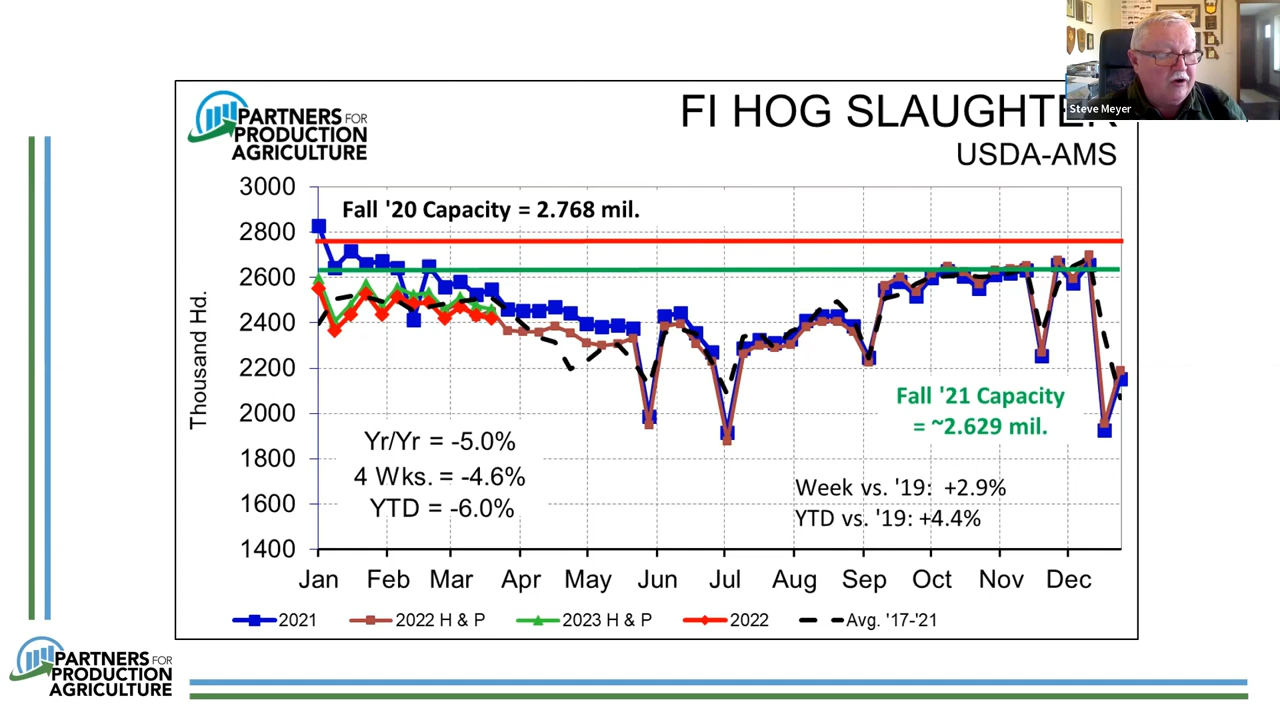 Steve Meyer
PARTNERS FOR
PRODUCTION
AGRICULTURE
FI HOG SLAUGHTER
USDA-AMS
Fall '20 Capacity = 2.768 mil.
Thousand Hd.
3000
2800
2600
2400
2200
2000
1800
1600
1400
Fall '21 Capacity
= ~2.629 mil.
Yr/Yr = -5.0%
4 Wks. = -4.6%
YTD = -6.0%
Week vs. '19: +2.9%
YTD vs. '19: +4.4%
Jan Feb Mar Apr May Jun Jul Aug Sep Oct Nov Dec
2021 2022 H & P 2023 H & P 2022 Avg. '17-'21
PARTNERS FOR
PRODUCTION
AGRICULTURE